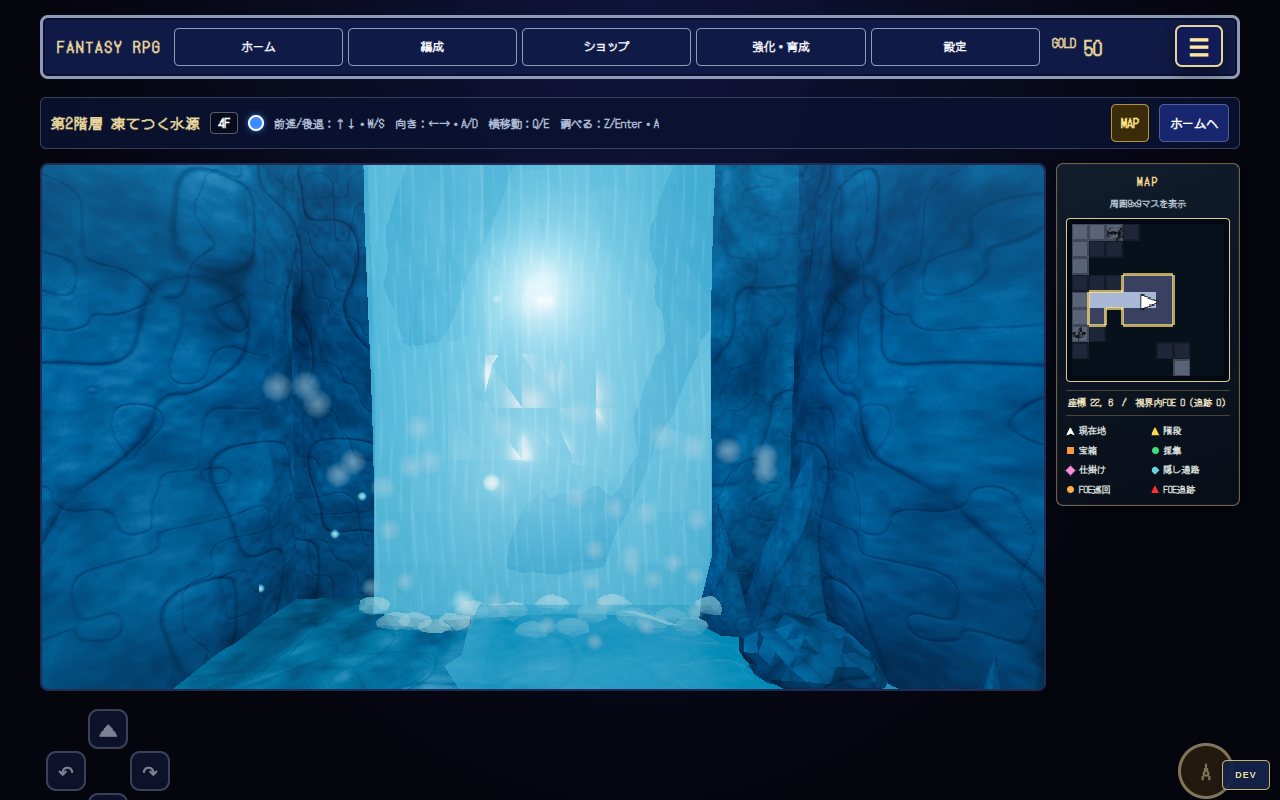 FANTASY RPG
ホーム
編成
ショップ
強化・育成
設定
GOLD 50
第2階層 凍てつく水源
4F
前進/後退：↑↓・W/S 向き：←→・A/D 横移動：Q/E 調べる：Z/Enter・A
MAP
ホームへ
MAP
周囲9x9マスを表示
座標 22, 6 / 視界内FOE 0 (追跡 0)
現在地
階段
宝箱
採集
仕掛け
隠し通路
FOE巡回
FOE追跡
A
DEV